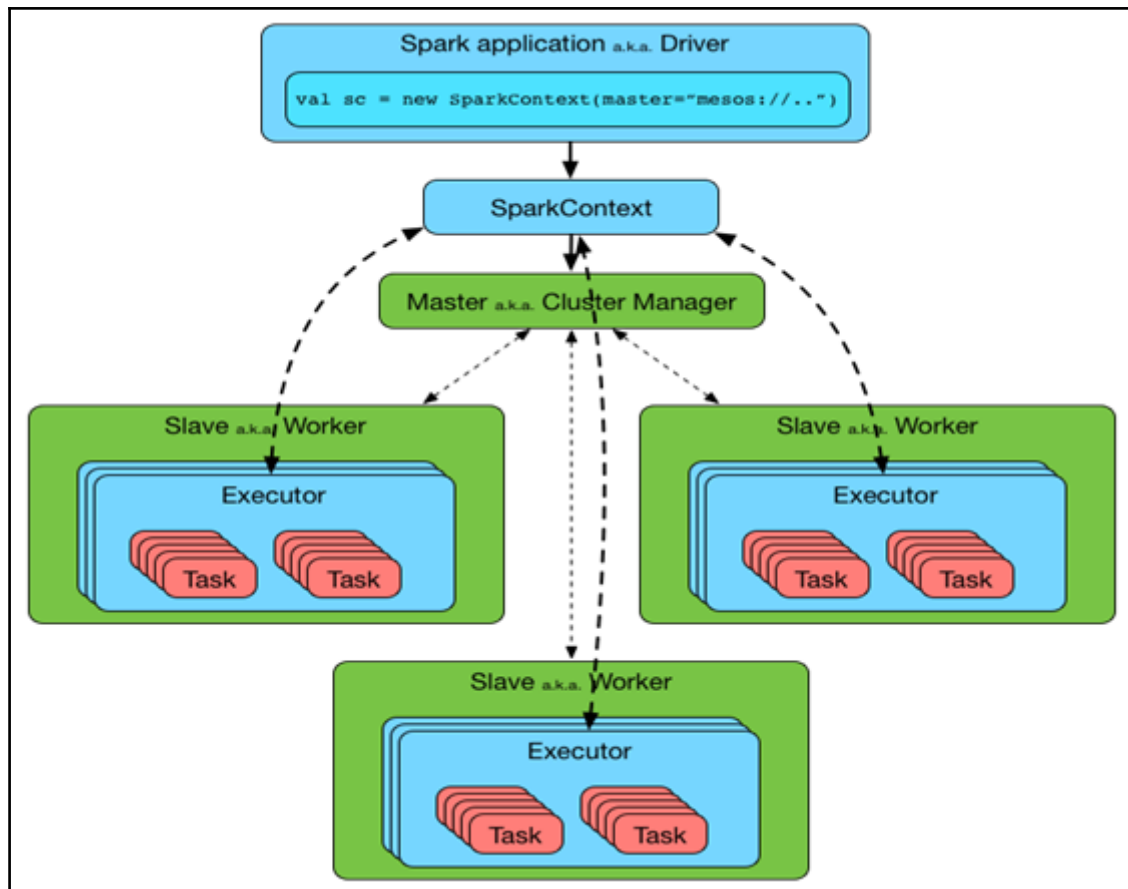 Spark application a.k.a. Driver
val sc = new SparkContext(master="mesos://..")
SparkContext
Master a.k.a. Cluster Manager
Slave a.k.a. Worker
Executor
Task
Task
Slave a.k.a. Worker
Executor
Task
Task
Slave a.k.a. Worker
Executor
Task
Task